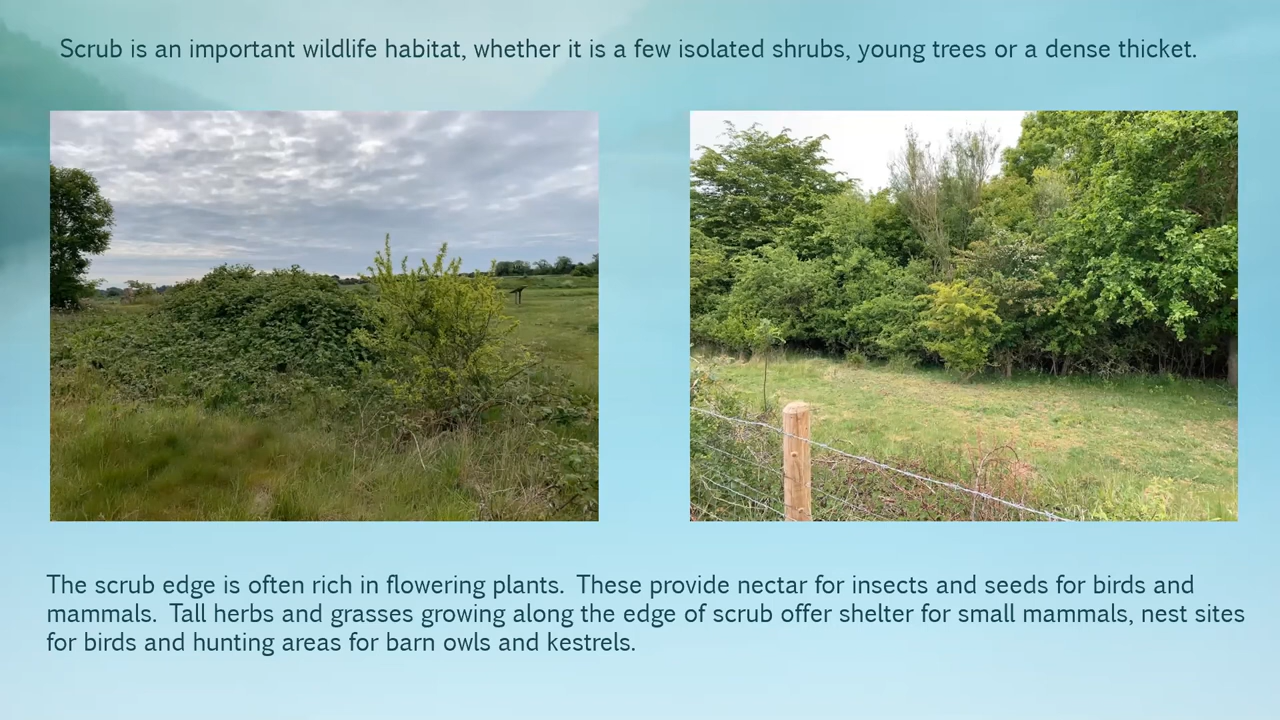 Scrub is an important wildlife habitat, whether it is a few isolated shrubs, young trees or a dense thicket.
The scrub edge is often rich in flowering plants.  These provide nectar for insects and seeds for birds and
mammals.  Tall herbs and grasses growing along the edge of scrub offer shelter for small mammals, nest sites
for birds and hunting areas for barn owls and kestrels.